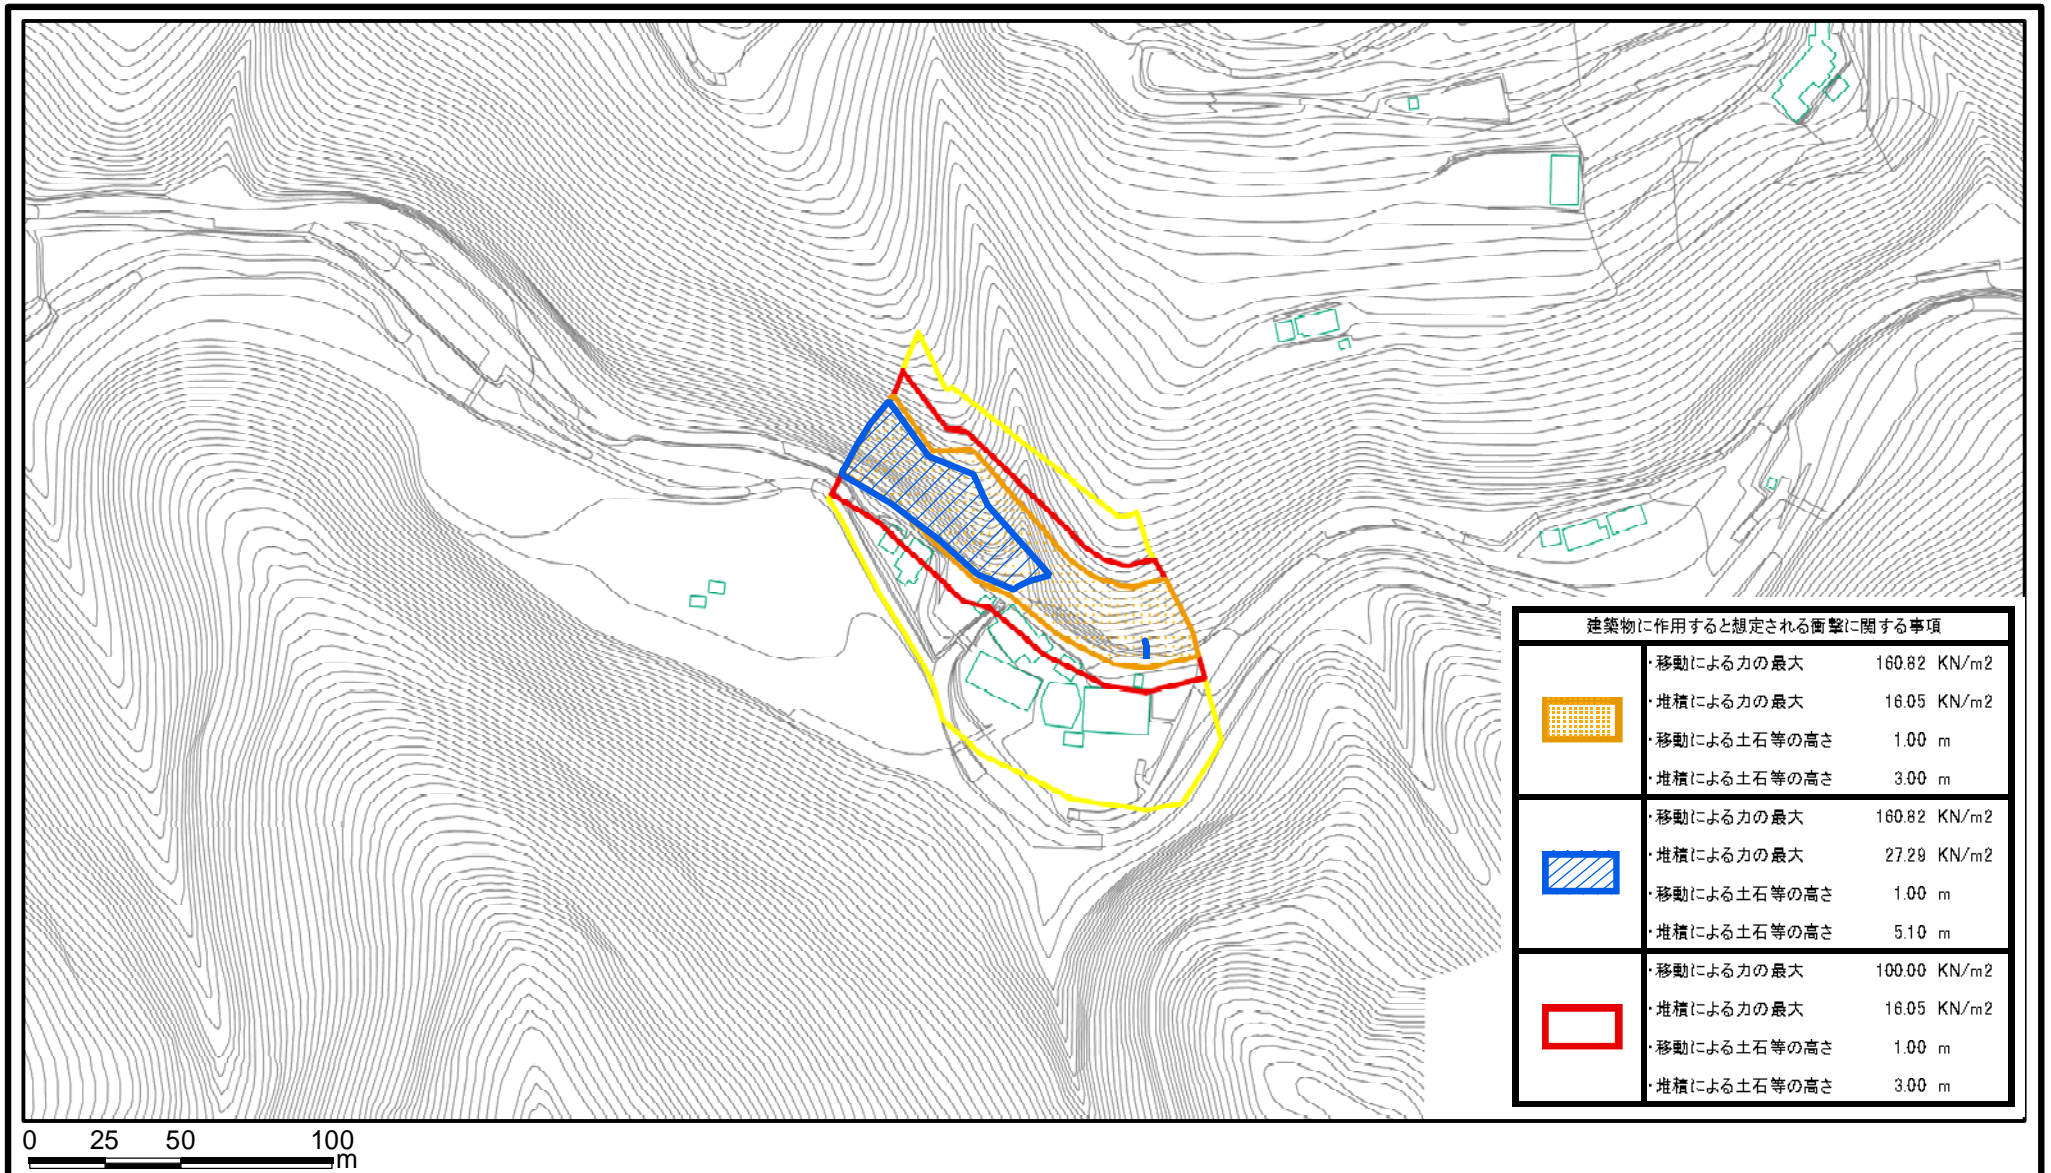 建築物に作用すると想定される衝撃に関する事項
・移動による力の最大 160.82 KN/m2
・堆積による力の最大 16.05 KN/m2
・移動による土石等の高さ 1.00 m
・堆積による土石等の高さ 3.00 m
・移動による力の最大 160.82 KN/m2
・堆積による力の最大 27.29 KN/m2
・移動による土石等の高さ 1.00 m
・堆積による土石等の高さ 5.10 m
・移動による力の最大 100.00 KN/m2
・堆積による力の最大 16.05 KN/m2
・移動による土石等の高さ 1.00 m
・堆積による土石等の高さ 3.00 m
0 25 50 100
m